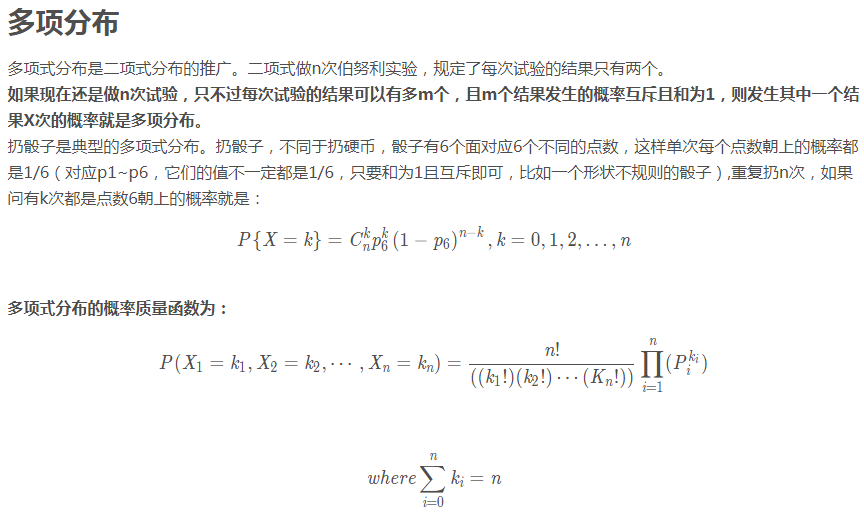 多项分布
多项式分布是二项式分布的推广。二项式做n次伯努利实验，规定了每次试验的结果只有两个。
如果现在还是做n次试验，只不过每次试验的结果可以有多m个，且m个结果发生的概率互斥且和为1，则发生其中一个结
果X次的概率就是多项分布。
扔骰子是典型的多项式分布。扔骰子，不同于扔硬币，骰子有6个面对应6个不同的点数，这样单次每个点数朝上的概率都
是1/6（对应p1~p6，它们的值不一定都是1/6，只要和为1且互斥即可，比如一个形状不规则的骰子）,重复扔n次，如果
问有k次都是点数6朝上的概率就是：
P{X = k} = C_n^k p_6^k (1 − p_6)^{n−k}, k = 0, 1, 2, ..., n
多项式分布的概率质量函数为：
P(X_1 = k_1, X_2 = k_2, ⋯, X_n = k_n) = \frac{n!}{((k_1!)(k_2!)⋯(K_n!))} ∏_{i=1}^{n} (P_i^{k_i})
where ∑_{i=0}^{n} k_i = n